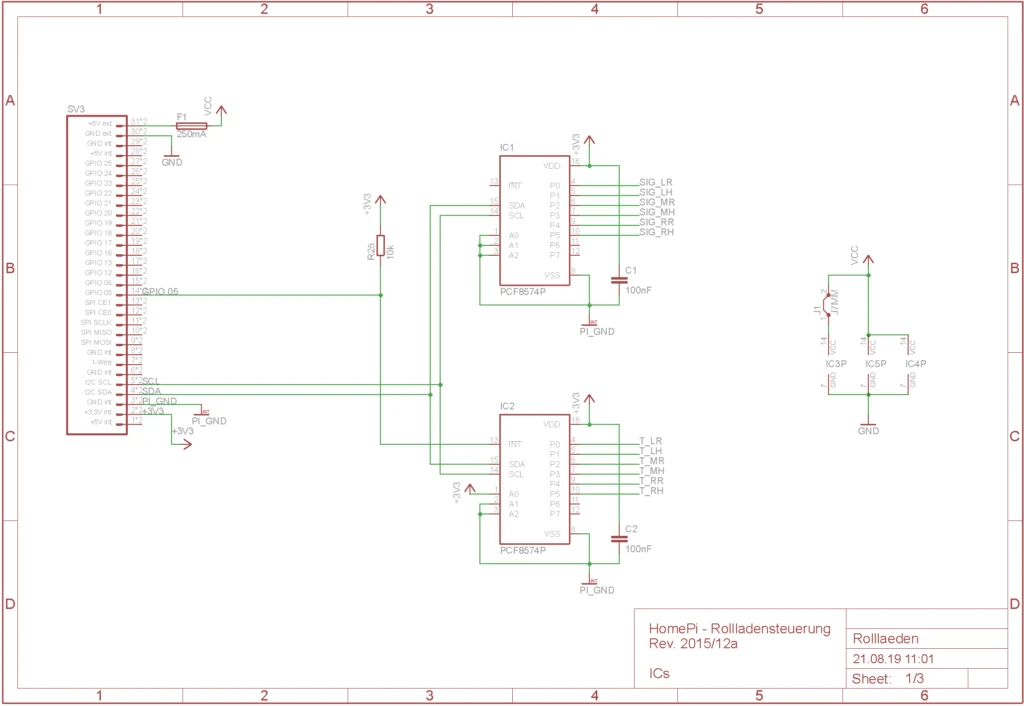 1 2 3 4 5 6
A A
B B
C C
D D
1 2 3 4 5 6
SV3
+5V ext 31*2
GND ext 30*2
GND int 29*2
+5V int 28*2
GPIO 25 27*2
GPIO 24 26*2
GPIO 23 25*2
GPIO 22 24*2
GPIO 21 23*2
GPIO 20 22*2
GPIO 19 21*2
GPIO 18 20*2
GPIO 17 19*2
GPIO 16 18*2
GPIO 13 17*2
GPIO 12 16*2
GPIO 06 15*2
GPIO 05 14*2 GPIO 05
SPI CE1 13*2
SPI CE0 12*2
SPI SCLK 11*2
SPI MISO 10*2
SPI MOSI 9*2
GND int 8*2
1-Wire 7*2
GND int 6*2
I2C SCL 5*2 SCL
I2C SDA 4*2 SDA
GND int 3*2 PI_GND
+3,3V int 2*2 +3V3
+5V int 1*2
F1
250mA
VCC
GND
INT
PI_GND
+3V3
+3V3
R25
10k
IC1
+3V3
VDD 16
13 INT P0 4 SIG_LR
P1 5 SIG_LH
15 SDA P2 6 SIG_MR
14 SCL P3 7 SIG_MH
P4 9 SIG_RR
1 A0 P5 10 SIG_RH
2 A1 P6 11
3 A2 P7 12
VSS 8
PCF8574P
C1
100nF
INT
PI_GND
IC2
+3V3
VDD 16
13 INT P0 4 T_LR
P1 5 T_LH
15 SDA P2 6 T_MR
14 SCL P3 7 T_MH
P4 9 T_RR
+3V3
1 A0 P5 10 T_RH
2 A1 P6 11
3 A2 P7 12
VSS 8
PCF8574P
C2
100nF
INT
PI_GND
VCC
J1
2
1
J7MM
14 VCC 14 VCC 14 VCC
IC3P IC5P IC4P
7 GND 7 GND 7 GND
GND
HomePi - Rollladensteuerung
Rev. 2015/12a
ICs
Rolllaeden
21.08.19 11:01
Sheet: 1/3